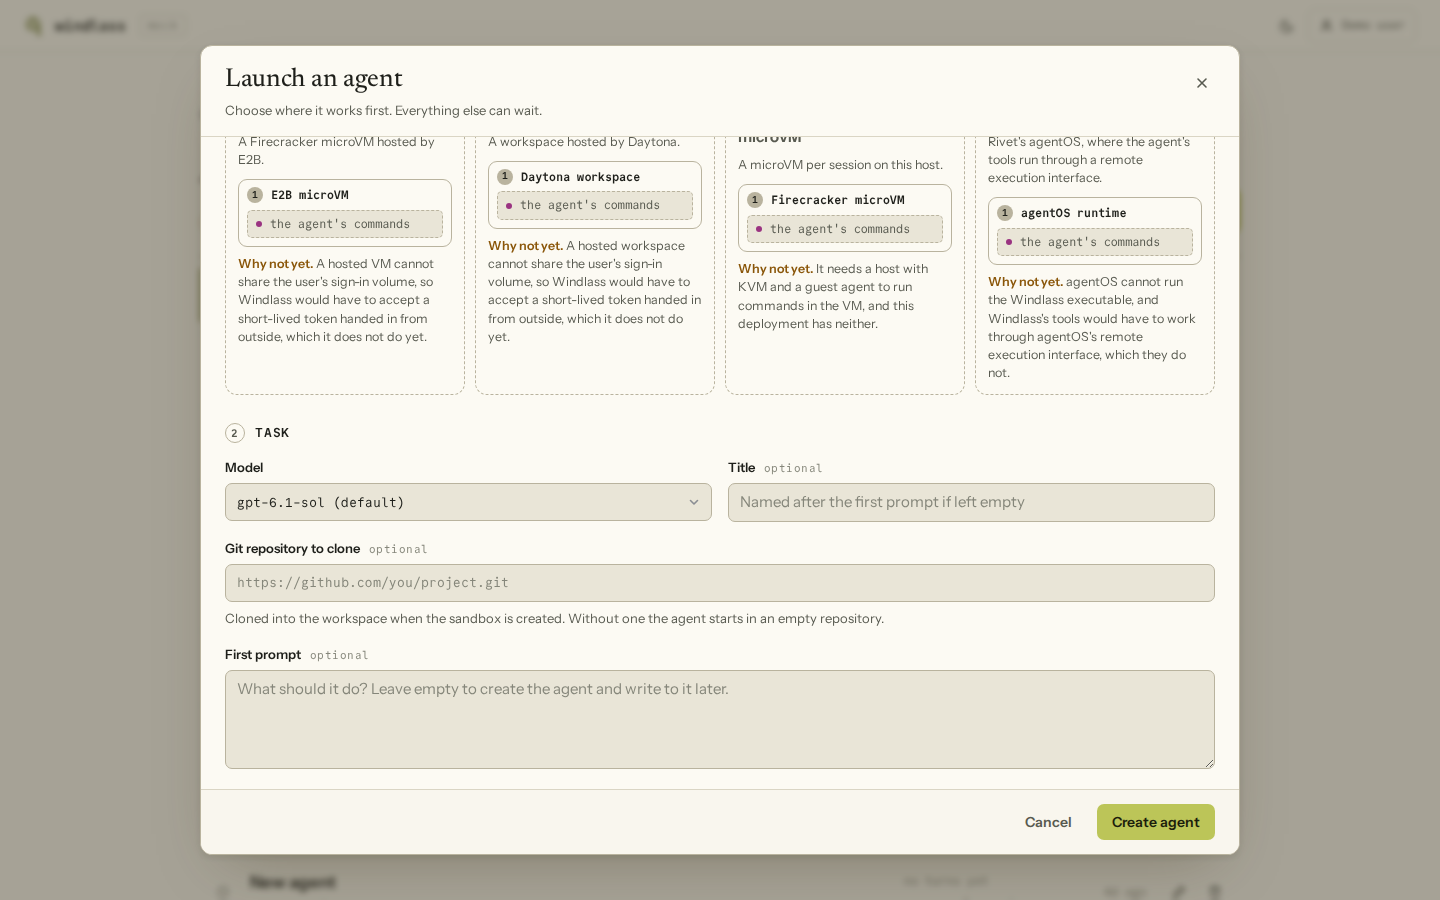 windlass
Launch an agent
Choose where it works first. Everything else can wait.
A Firecracker microVM hosted by
E2B.
1 E2B microVM
the agent's commands
Why not yet. A hosted VM cannot
share the user's sign-in volume, so
Windlass would have to accept a
short-lived token handed in from
outside, which it does not do yet.
A workspace hosted by Daytona.
1 Daytona workspace
the agent's commands
Why not yet. A hosted workspace
cannot share the user's sign-in
volume, so Windlass would have to
accept a short-lived token handed in
from outside, which it does not do
yet.
microVM
A microVM per session on this host.
1 Firecracker microVM
the agent's commands
Why not yet. It needs a host with
KVM and a guest agent to run
commands in the VM, and this
deployment has neither.
Rivet's agentOS, where the agent's
tools run through a remote
execution interface.
1 agentOS runtime
the agent's commands
Why not yet. agentOS cannot run
the Windlass executable, and
Windlass's tools would have to work
through agentOS's remote
execution interface, which they do
not.
2 TASK
Model
gpt-6.1-sol (default)
Title optional
Named after the first prompt if left empty
Git repository to clone optional
https://github.com/you/project.git
Cloned into the workspace when the sandbox is created. Without one the agent starts in an empty repository.
First prompt optional
What should it do? Leave empty to create the agent and write to it later.
Cancel
Create agent
New agent